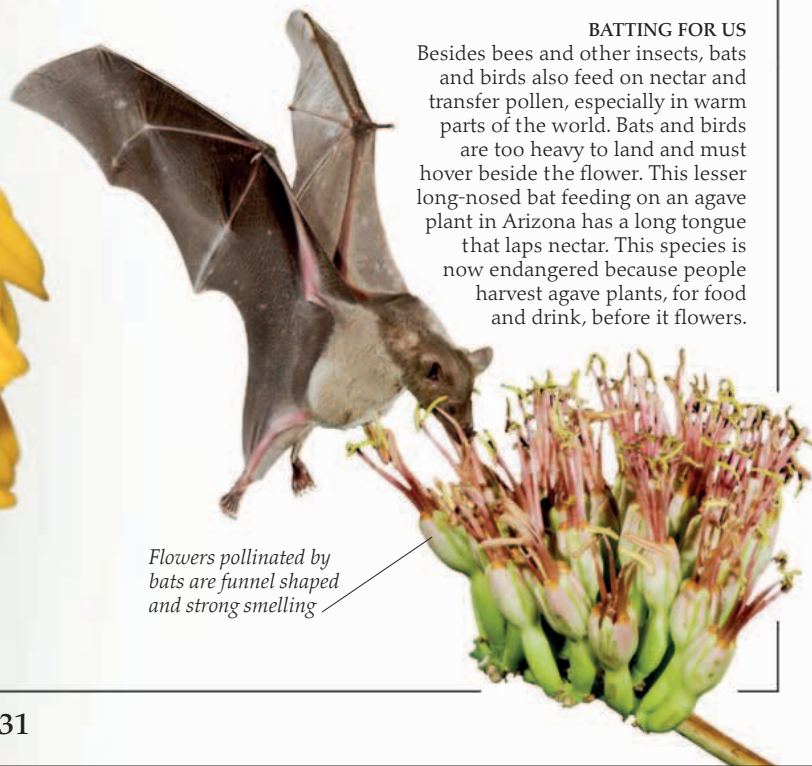 BATTING FOR US
Besides bees and other insects, bats
and birds also feed on nectar and
transfer pollen, especially in warm
parts of the world. Bats and birds
are too heavy to land and must
hover beside the flower. This lesser
long-nosed bat feeding on an agave
plant in Arizona has a long tongue
that laps nectar. This species is
now endangered because people
harvest agave plants, for food
and drink, before it flowers.
Flowers pollinated by
bats are funnel shaped
and strong smelling
31